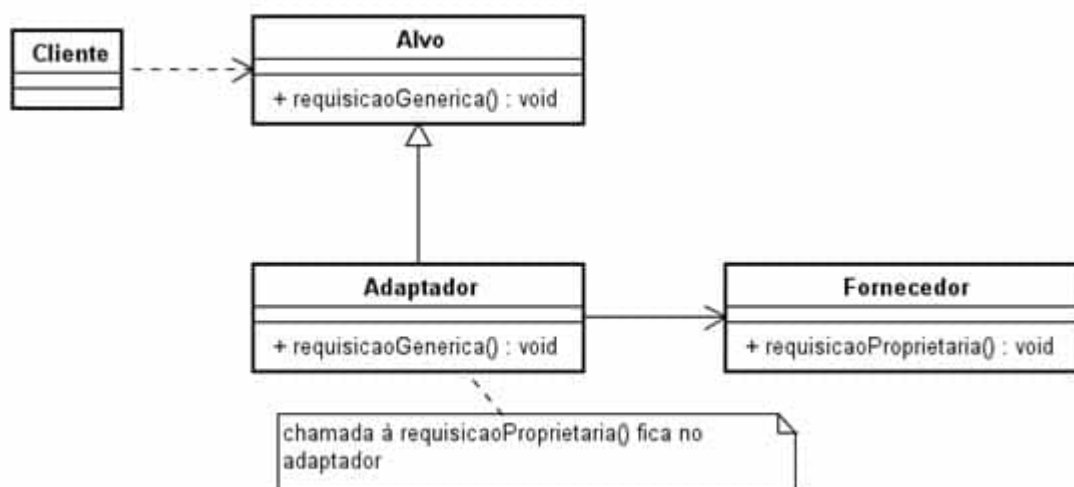 Cliente
Alvo
+ requisicaoGenerica() : void
Adaptador
+ requisicaoGenerica() : void
Fornecedor
+ requisicaoProprietaria() : void
chamada à requisicaoProprietaria() fica no
adaptador